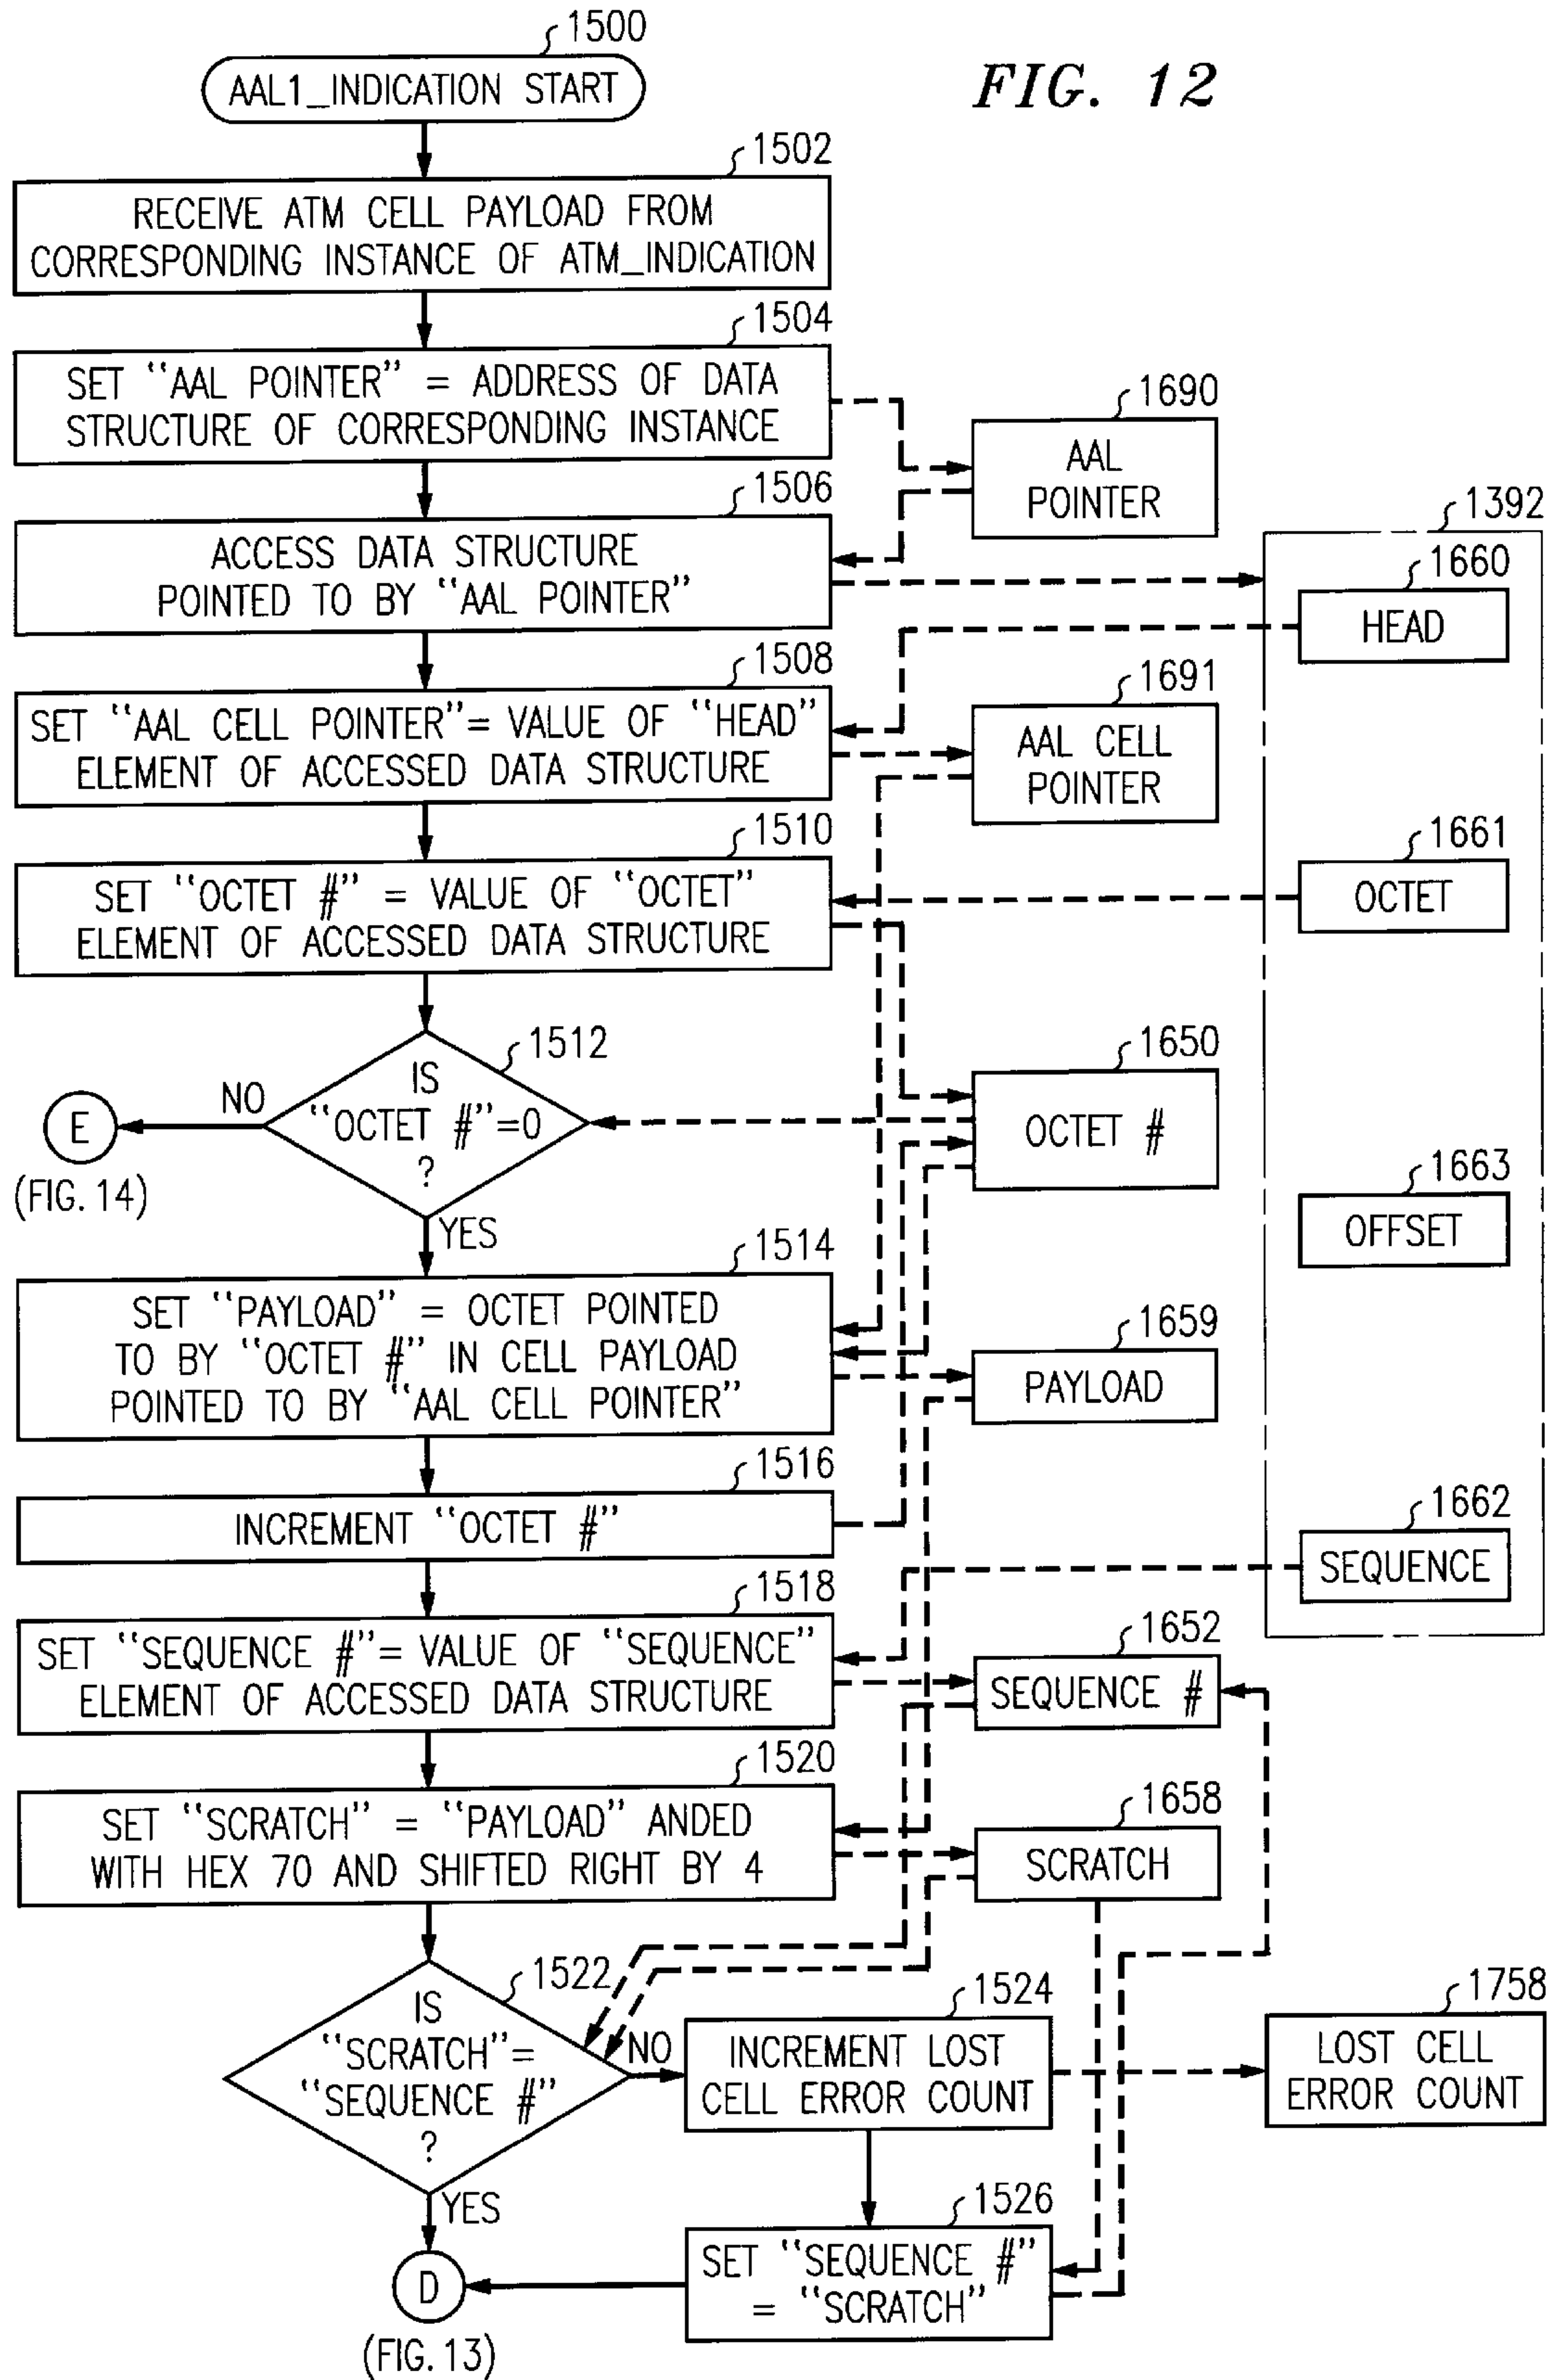 1500
FIG. 12
AAL1_INDICATION START
1502
RECEIVE ATM CELL PAYLOAD FROM
CORRESPONDING INSTANCE OF ATM_INDICATION
1504
SET "AAL POINTER" = ADDRESS OF DATA
STRUCTURE OF CORRESPONDING INSTANCE
1690
AAL
POINTER
1506
ACCESS DATA STRUCTURE
POINTED TO BY "AAL POINTER"
1392
1660
HEAD
1508
SET "AAL CELL POINTER"= VALUE OF "HEAD"
ELEMENT OF ACCESSED DATA STRUCTURE
1691
AAL CELL
POINTER
1510
SET "OCTET #" = VALUE OF "OCTET"
ELEMENT OF ACCESSED DATA STRUCTURE
1661
OCTET
1512
IS
"OCTET #"=0
?
NO
E
(FIG. 14)
YES
1650
OCTET #
1663
OFFSET
1514
SET "PAYLOAD" = OCTET POINTED
TO BY "OCTET #" IN CELL PAYLOAD
POINTED TO BY "AAL CELL POINTER"
1659
PAYLOAD
1516
INCREMENT "OCTET #"
1662
SEQUENCE
1518
SET "SEQUENCE #"= VALUE OF "SEQUENCE"
ELEMENT OF ACCESSED DATA STRUCTURE
1652
SEQUENCE #
1520
SET "SCRATCH" = "PAYLOAD" ANDED
WITH HEX 70 AND SHIFTED RIGHT BY 4
1658
SCRATCH
1522
IS
"SCRATCH"=
"SEQUENCE #"
?
NO
1524
INCREMENT LOST
CELL ERROR COUNT
1758
LOST CELL
ERROR COUNT
YES
1526
SET "SEQUENCE #"
= "SCRATCH"
D
(FIG. 13)